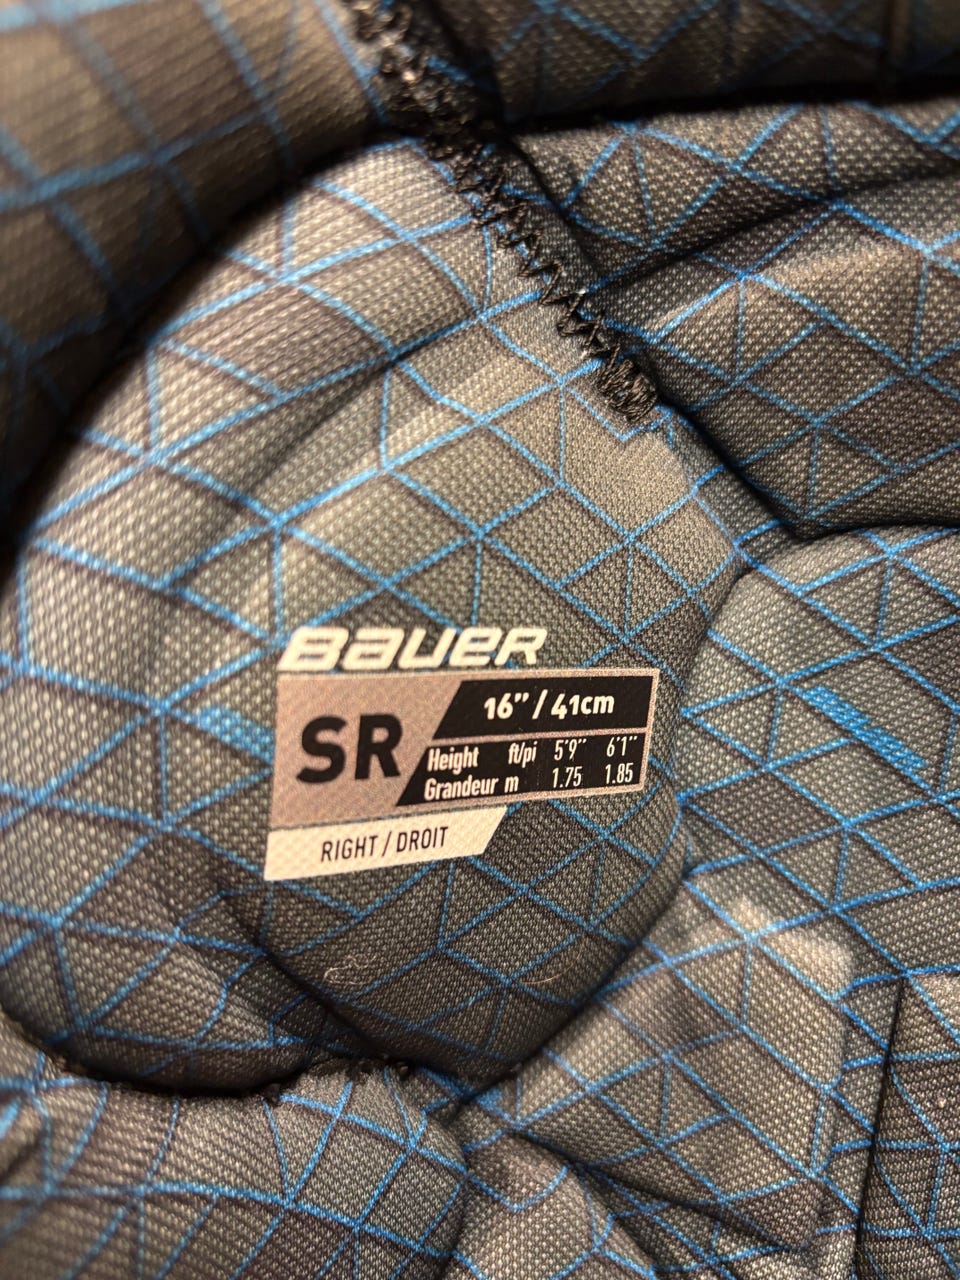 BAUER
SR
16" / 41cm
Height ft/pi 5'9" 6'1"
Grandeur m 1.75 1.85
RIGHT / DROIT